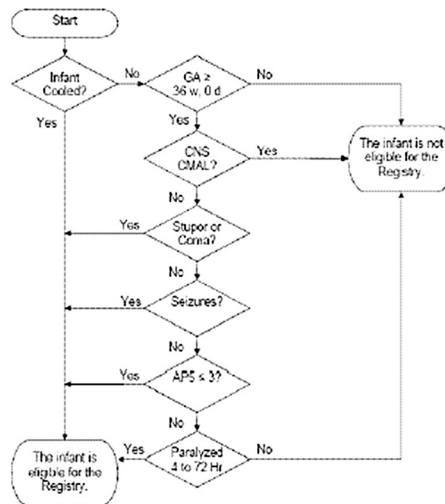 Start
Infant
Cooled?
No
GA ≥
36 w, 0 d
No
Yes
Yes
CNS
CMAL?
Yes
The infant is not
eligible for the
Registry.
No
Stupor or
Coma?
Yes
No
Seizures?
Yes
No
AP5 ≤ 3?
Yes
No
The infant is
eligible for the
Registry.
Yes
Paralyzed
4 to 72 Hr
No